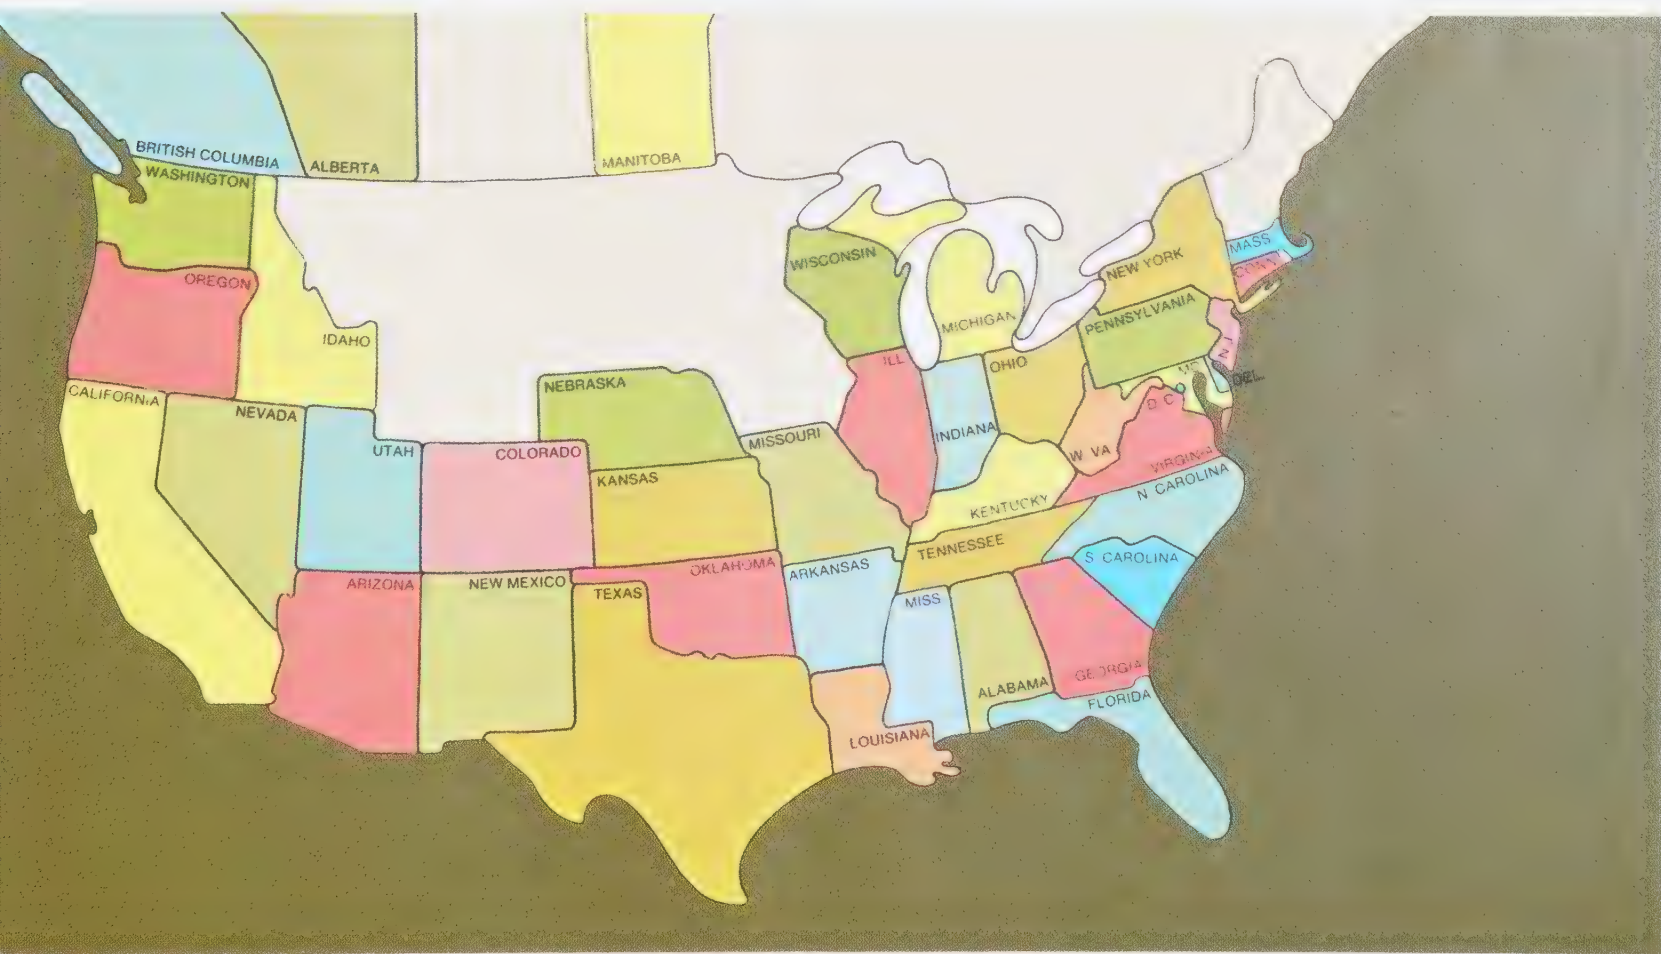 BRITISH COLUMBIA
ALBERTA
MANITOBA
WASHINGTON
OREGON
IDAHO
WISCONSIN
MICHIGAN
NEW YORK
MASS
CONN
PENNSYLVANIA
N J
DEL
D C
CALIFORNIA
NEVADA
UTAH
COLORADO
NEBRASKA
KANSAS
MISSOURI
ILL
INDIANA
OHIO
W VA
VIRGINIA
KENTUCKY
N CAROLINA
TENNESSEE
S CAROLINA
ARIZONA
NEW MEXICO
TEXAS
OKLAHOMA
ARKANSAS
MISS
ALABAMA
GEORGIA
FLORIDA
LOUISIANA